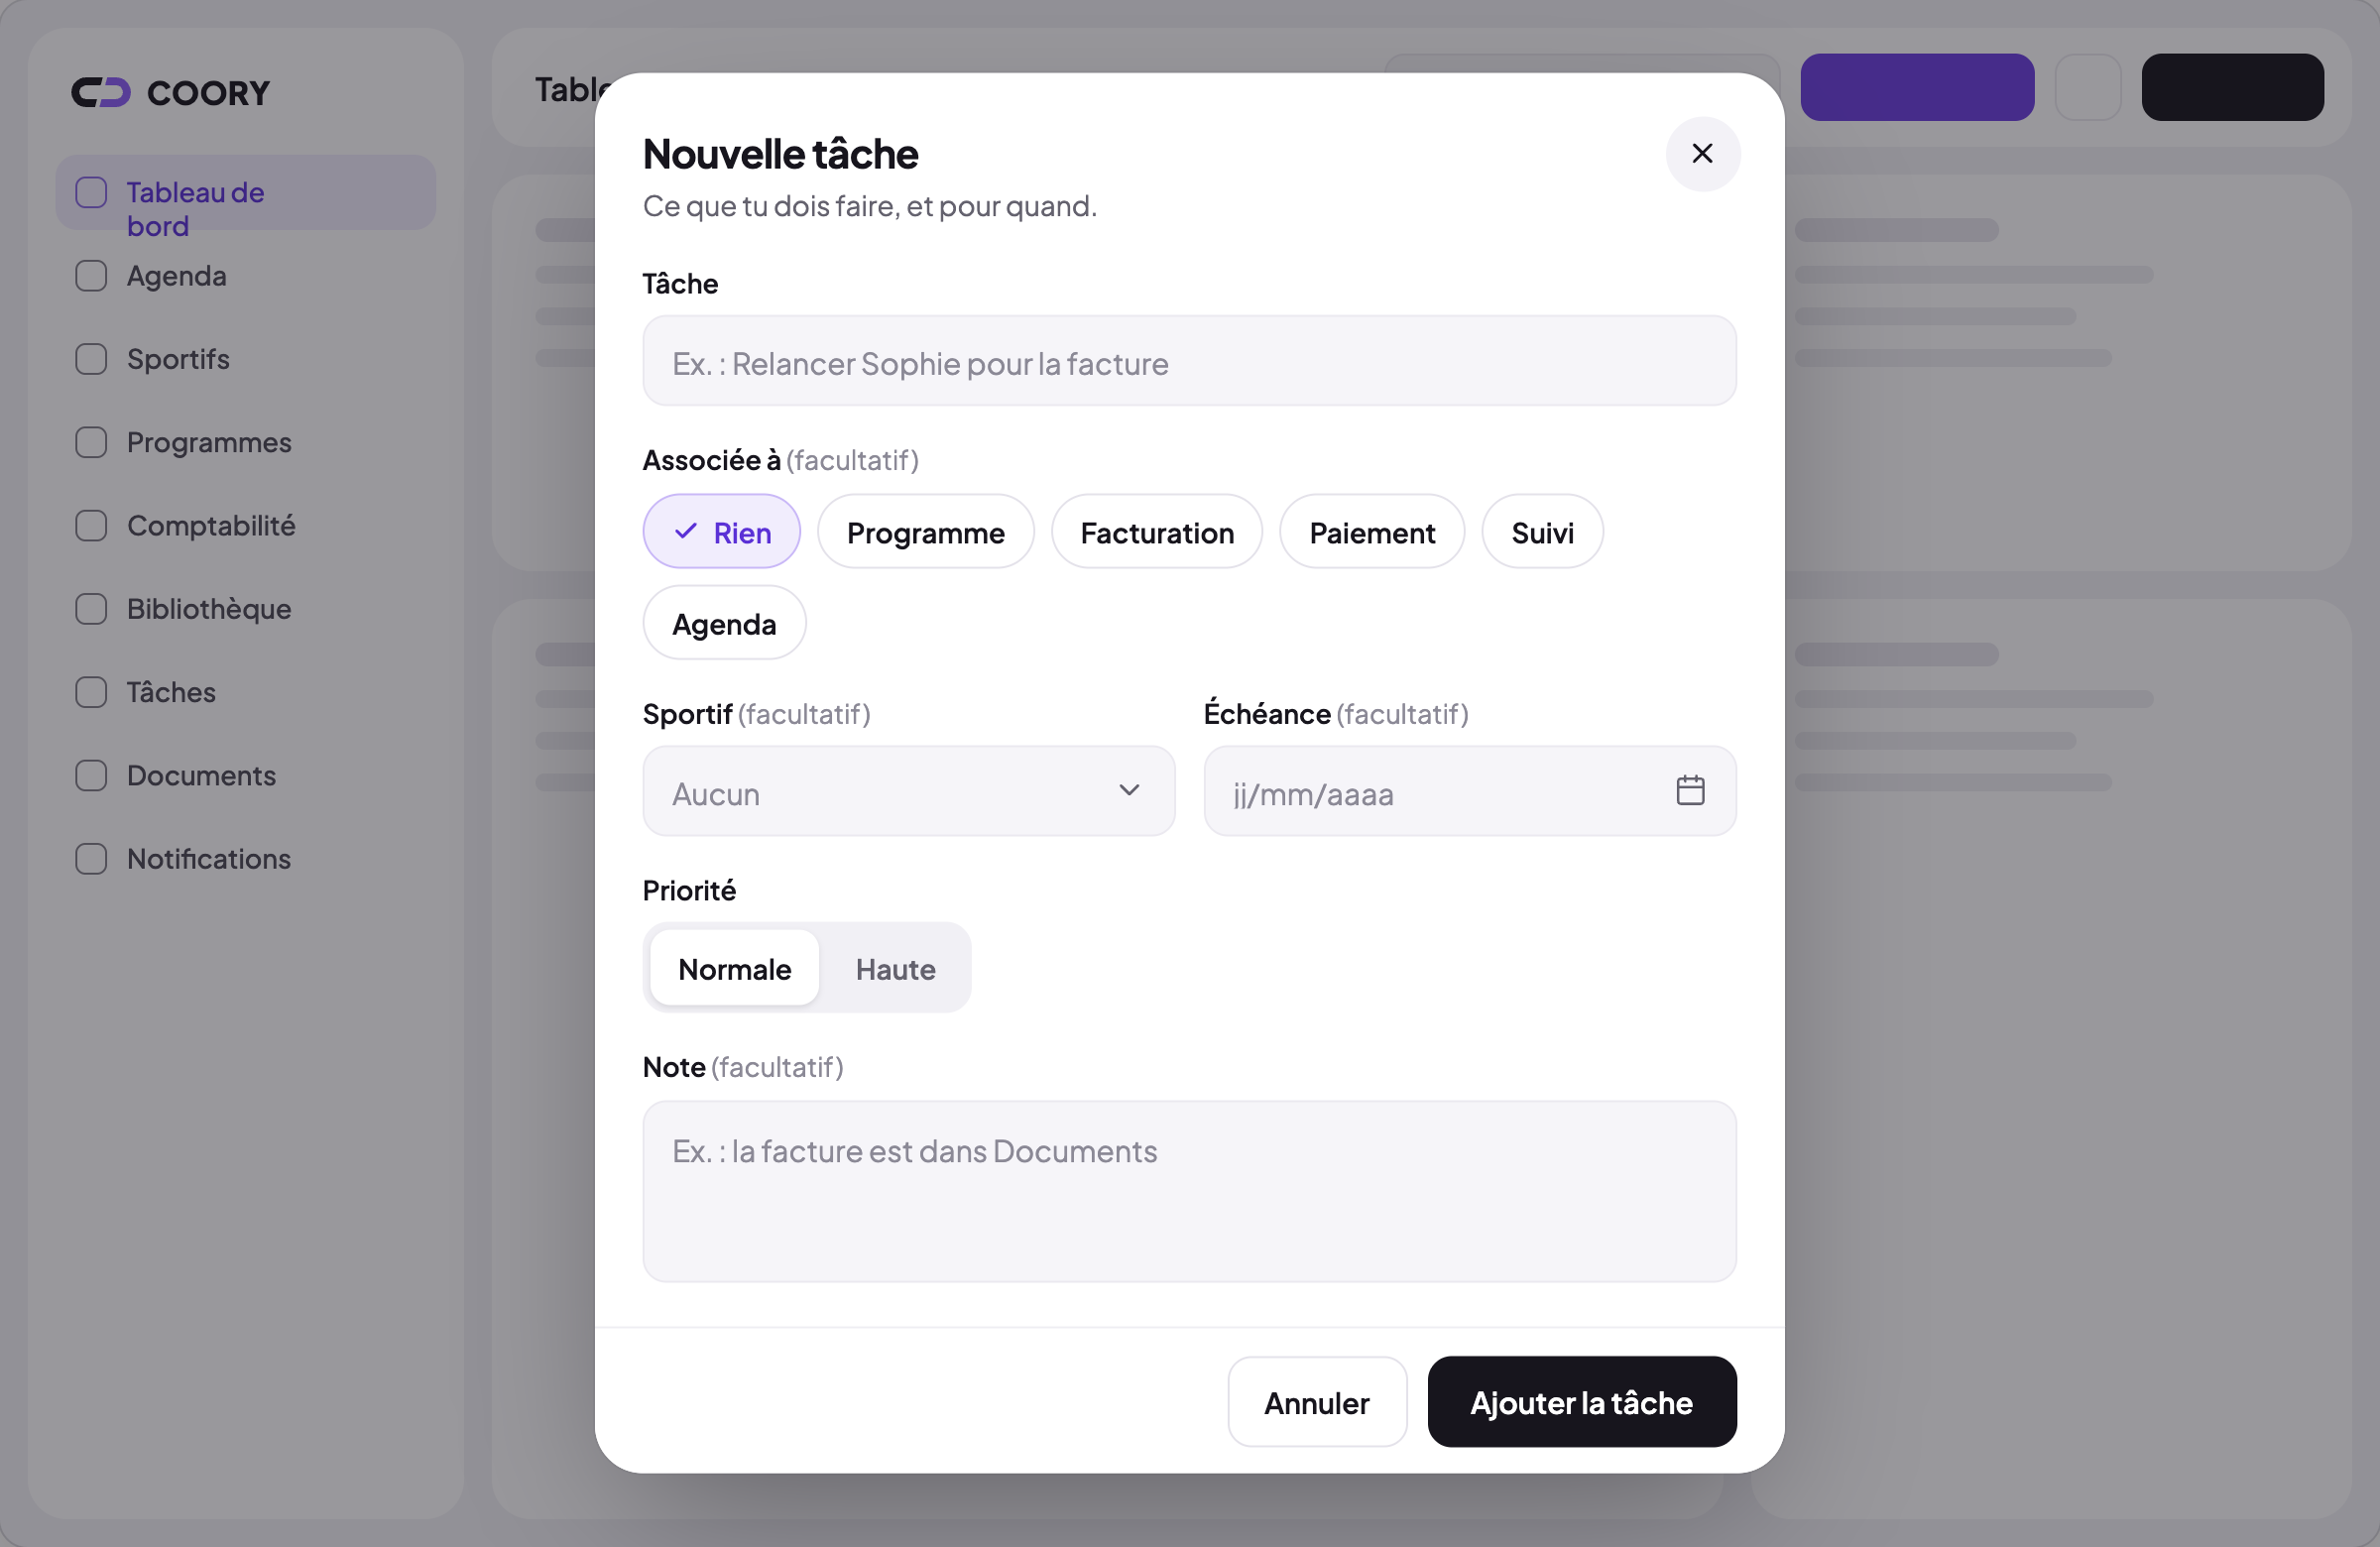 COORY
Tableau de
bord
Agenda
Sportifs
Programmes
Comptabilité
Bibliothèque
Tâches
Documents
Notifications
Table
Nouvelle tâche
Ce que tu dois faire, et pour quand.
Tâche
Ex. : Relancer Sophie pour la facture
Associée à (facultatif)
Rien Programme Facturation Paiement Suivi
Agenda
Sportif (facultatif) Échéance (facultatif)
Aucun jj/mm/aaaa
Priorité
Normale Haute
Note (facultatif)
Ex. : la facture est dans Documents
Annuler Ajouter la tâche